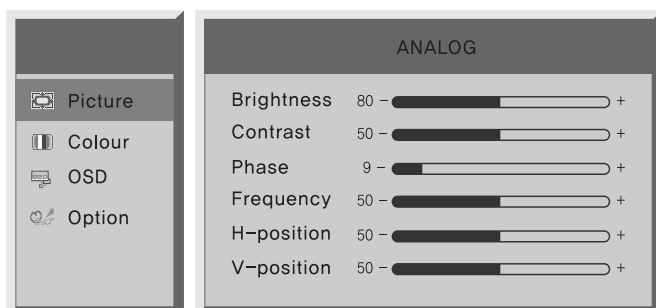 Picture
Colour
OSD
Option
ANALOG
Brightness 80 - +
Contrast 50 - +
Phase 9 - +
Frequency 50 - +
H-position 50 - +
V-position 50 - +